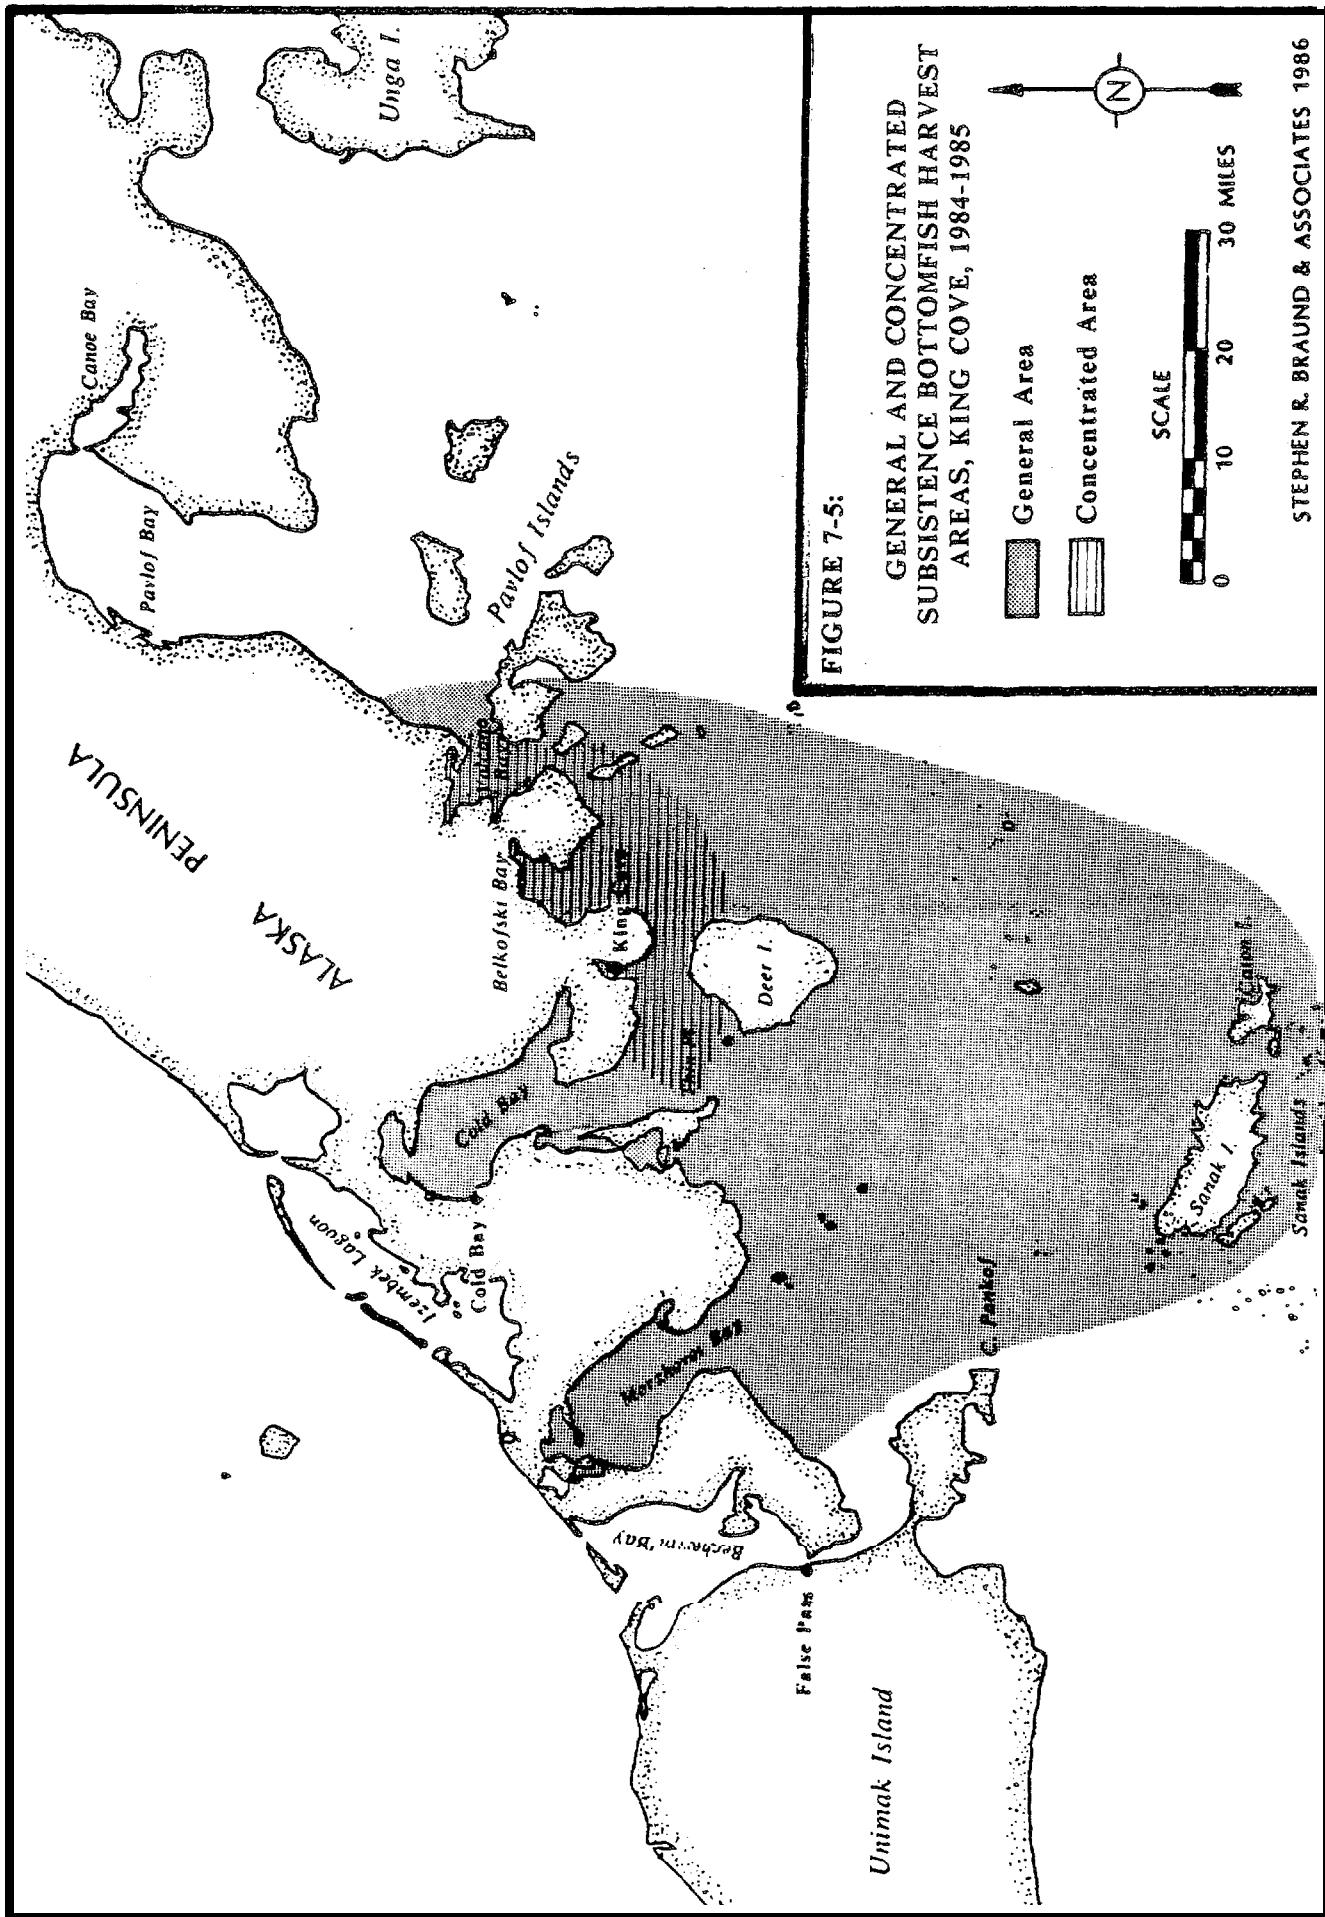 FIGURE 7-5:
GENERAL AND CONCENTRATED
SUBSISTENCE BOTTOMFISH HARVEST
AREAS, KING COVE, 1984-1985
General Area
Concentrated Area
SCALE
0 10 20 30 MILES
N
STEPHEN R. BRAUND & ASSOCIATES 1986
ALASKA
PENINSULA
Pavlof Bay
Canoe Bay
Unga I.
Pavlof Islands
Volcano
Bay
Belkofski Bay
King Cove
Deer I.
Cold Bay
Cold Bay
Izembek Lagoon
Morzhovoi Bay
False Pass
Unimak Island
C. Pankof
Sanak I.
Caton I.
Sanak Islands